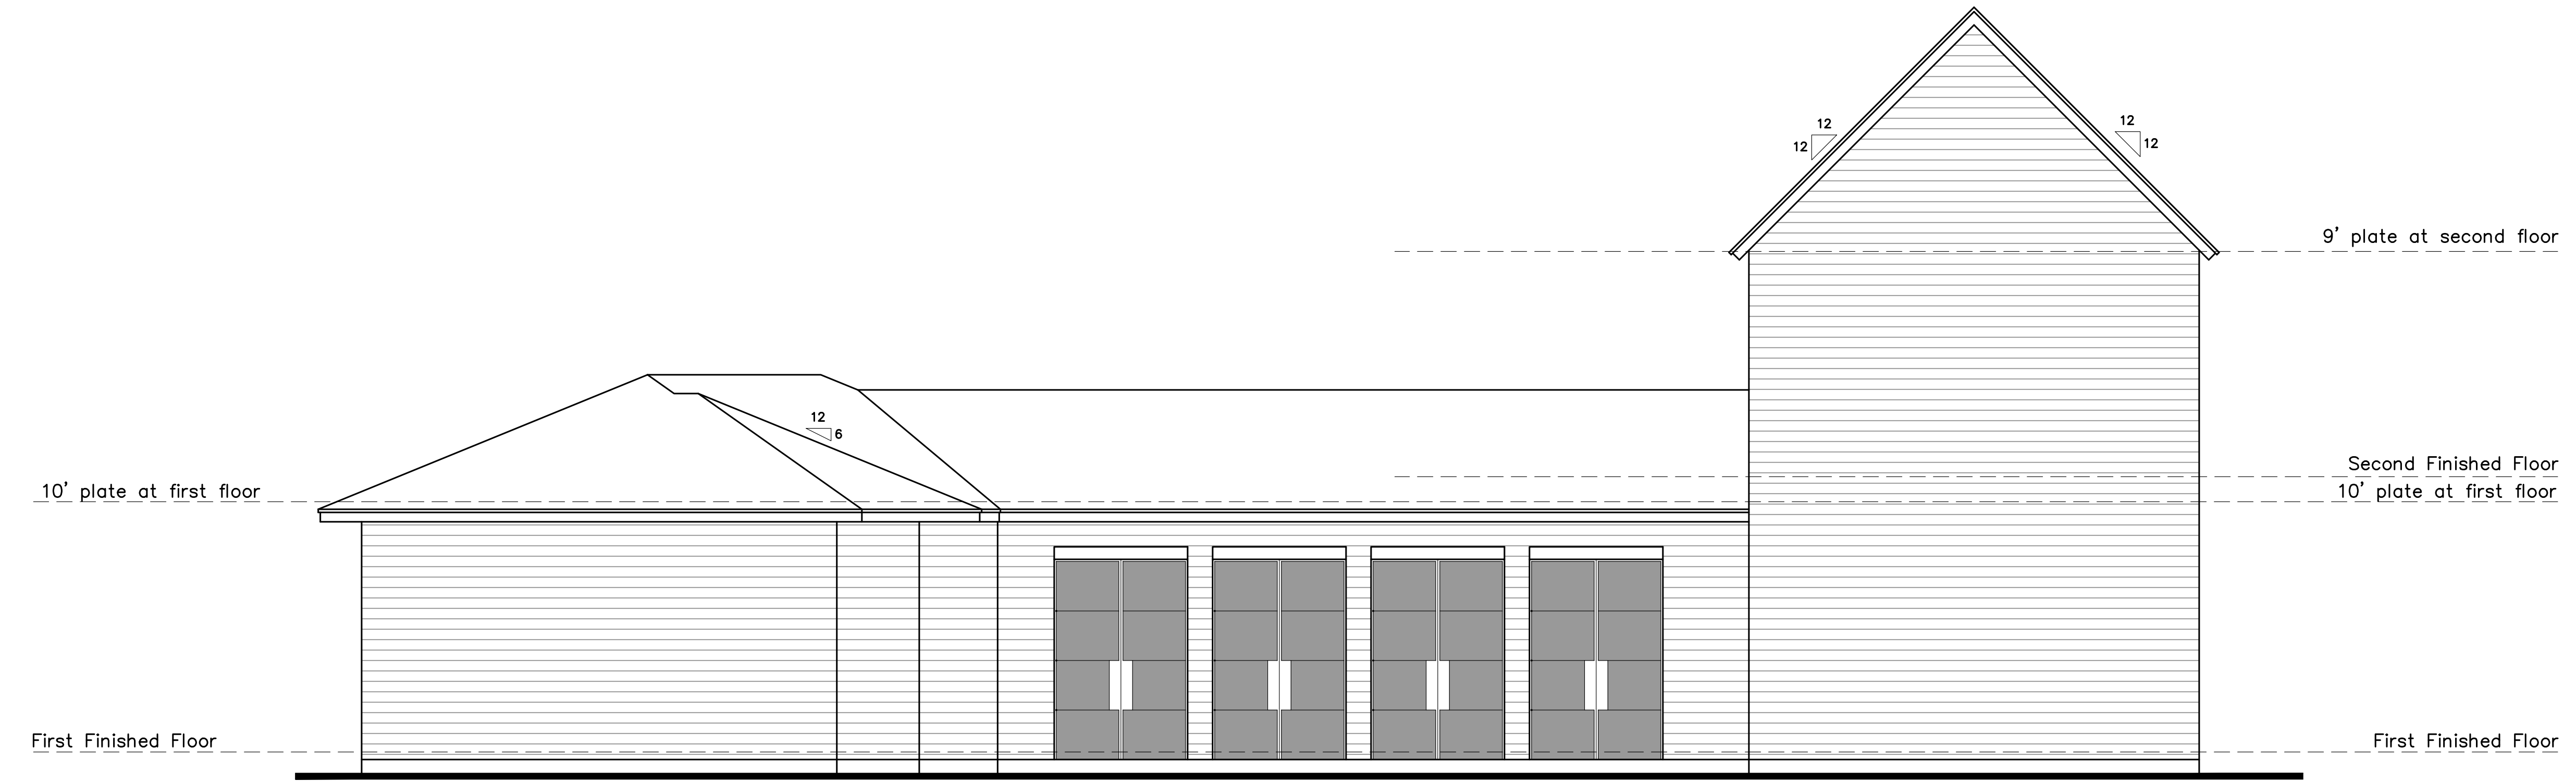 12
12
12
12
9' plate at second floor
12
6
Second Finished Floor
10' plate at first floor
10' plate at first floor
First Finished Floor
First Finished Floor